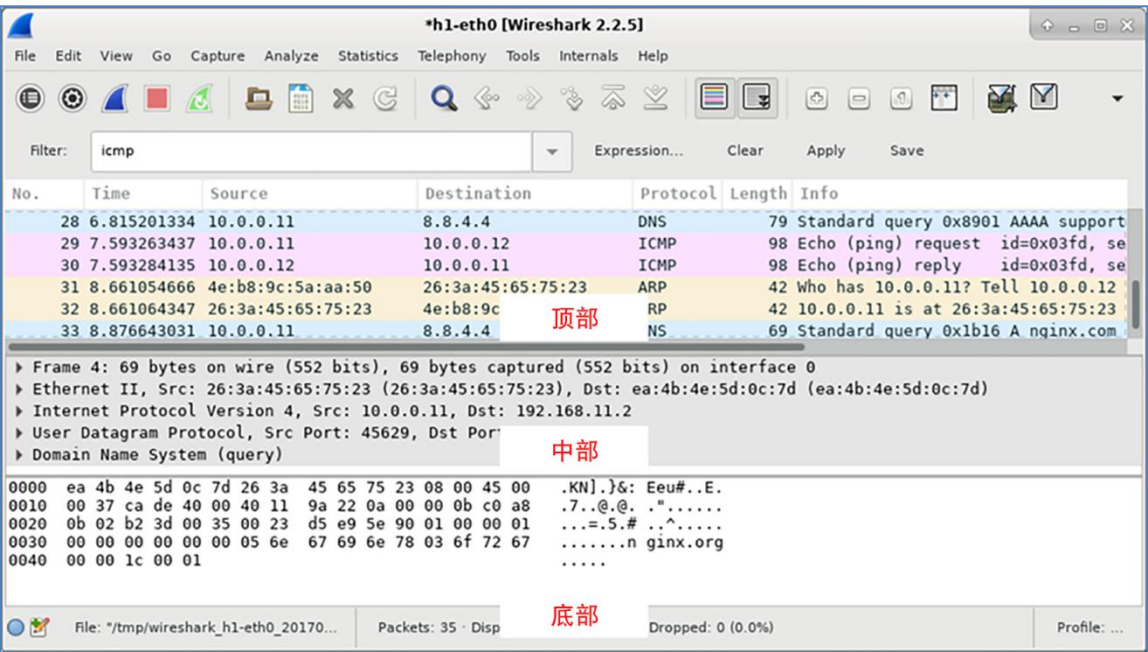 *h1-eth0 [Wireshark 2.2.5]
File Edit View Go Capture Analyze Statistics Telephony Tools Internals Help
Filter: icmp Expression... Clear Apply Save
No. Time Source Destination Protocol Length Info
28 6.815201334 10.0.0.11 8.8.4.4 DNS 79 Standard query 0x8901 AAAA support
29 7.593263437 10.0.0.11 10.0.0.12 ICMP 98 Echo (ping) request id=0x03fd, se
30 7.593284135 10.0.0.12 10.0.0.11 ICMP 98 Echo (ping) reply id=0x03fd, se
31 8.661054666 4e:b8:9c:5a:aa:50 26:3a:45:65:75:23 ARP 42 Who has 10.0.0.11? Tell 10.0.0.12
32 8.661064347 26:3a:45:65:75:23 4e:b8:9c RP 42 10.0.0.11 is at 26:3a:45:65:75:23
顶部
33 8.876643031 10.0.0.11 8.8.4.4 NS 69 Standard query 0x1b16 A nginx.com
Frame 4: 69 bytes on wire (552 bits), 69 bytes captured (552 bits) on interface 0
Ethernet II, Src: 26:3a:45:65:75:23 (26:3a:45:65:75:23), Dst: ea:4b:4e:5d:0c:7d (ea:4b:4e:5d:0c:7d)
Internet Protocol Version 4, Src: 10.0.0.11, Dst: 192.168.11.2
User Datagram Protocol, Src Port: 45629, Dst Por
中部
Domain Name System (query)
0000 ea 4b 4e 5d 0c 7d 26 3a 45 65 75 23 08 00 45 00 .KN].}&: Eeu#..E.
0010 00 37 ca de 40 00 40 11 9a 22 0a 00 00 0b c0 a8 .7..@.@. ."......
0020 0b 02 b2 3d 00 35 00 23 d5 e9 5e 90 01 00 00 01 ...=.5.# ..^.....
0030 00 00 00 00 00 00 05 6e 67 69 6e 78 03 6f 72 67 .......n ginx.org
0040 00 00 1c 00 01 .....
底部
File: "/tmp/wireshark_h1-eth0_20170... Packets: 35 · Disp Dropped: 0 (0.0%) Profile: ...